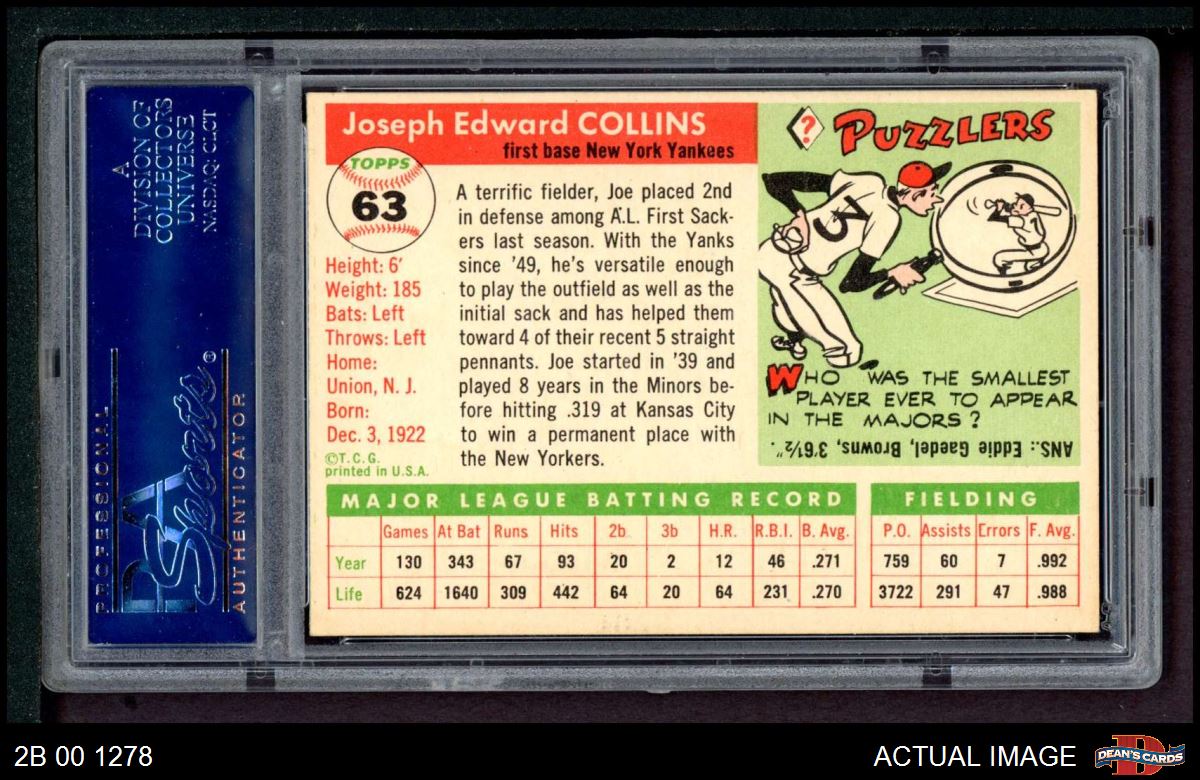 A
DIVISION OF
COLLECTORS
UNIVERSE
NASDAQ: CLCT
PROFESSIONAL
PSA
Sports®
AUTHENTICATOR
Joseph Edward COLLINS
first base New York Yankees
TOPPS
63
Height: 6′
Weight: 185
Bats: Left
Throws: Left
Home:
Union, N. J.
Born:
Dec. 3, 1922
©T.C.G.
printed in U.S.A.
A terrific fielder, Joe placed 2nd
in defense among A.L. First Sack-
ers last season. With the Yanks
since '49, he's versatile enough
to play the outfield as well as the
initial sack and has helped them
toward 4 of their recent 5 straight
pennants. Joe started in '39 and
played 8 years in the Minors be-
fore hitting .319 at Kansas City
to win a permanent place with
the New Yorkers.
?
PUZZLERS
3
WHO WAS THE SMALLEST
PLAYER EVER TO APPEAR
IN THE MAJORS?
ANS.: Eddie Gaedel, Browns, 3'6½".
MAJOR LEAGUE BATTING RECORD
Games At Bat Runs Hits 2b 3b H.R. R.B.I. B. Avg.
Year 130 343 67 93 20 2 12 46 .271
Life 624 1640 309 442 64 20 64 231 .270
FIELDING
P.O. Assists Errors F. Avg.
759 60 7 .992
3722 291 47 .988
2B 00 1278
ACTUAL IMAGE
D
DEAN'S CARDS